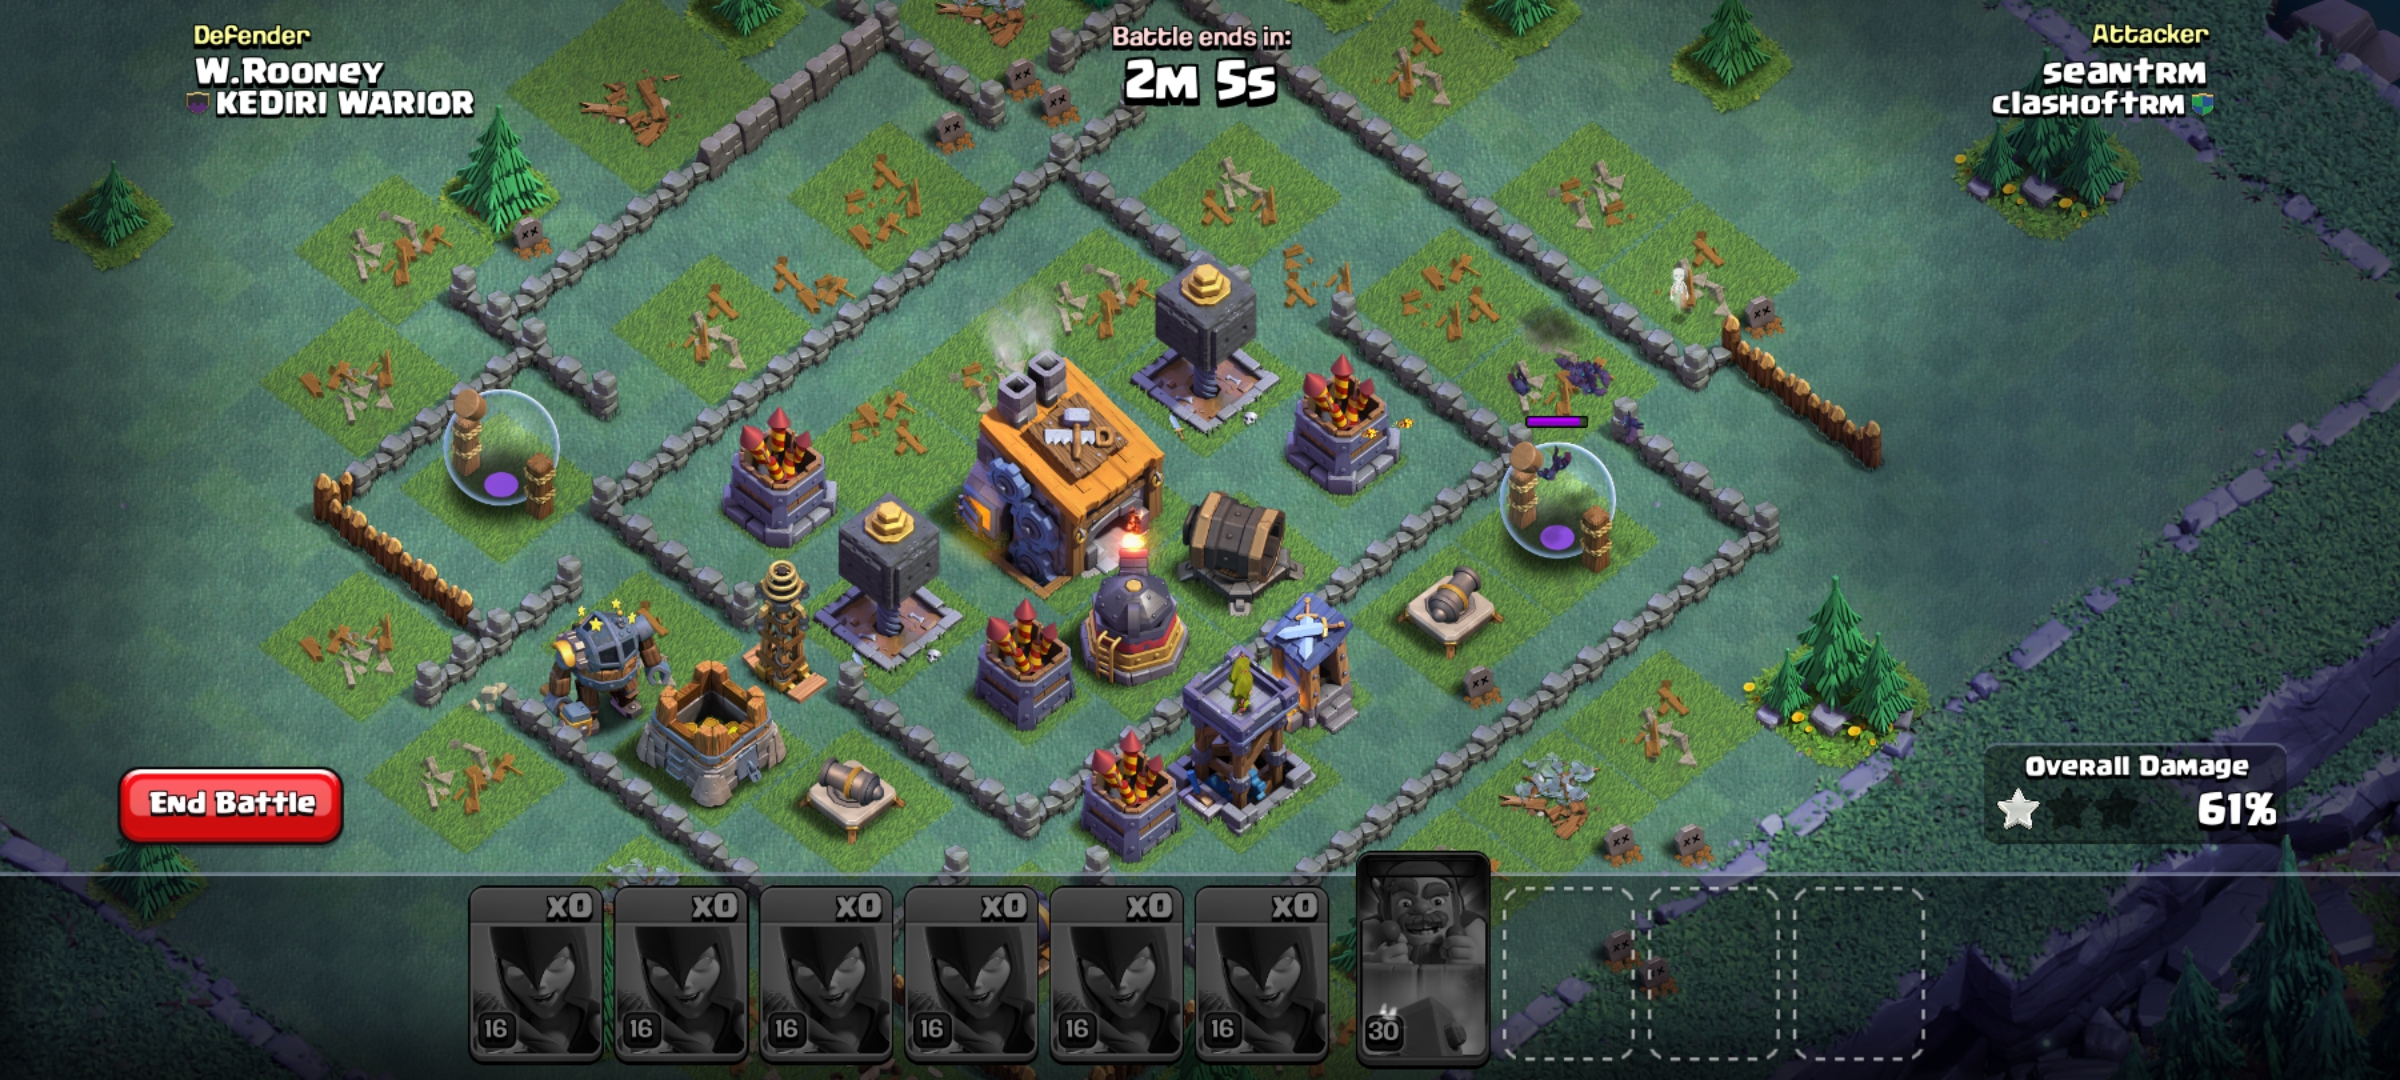 Defender
W.Rooney
KEDIRI WARIOR
Battle ends in:
2M 5s
Attacker
seantrm
clashoftrm
End Battle
Overall Damage
61%
x0
x0
x0
x0
x0
x0
16
16
16
16
16
16
30